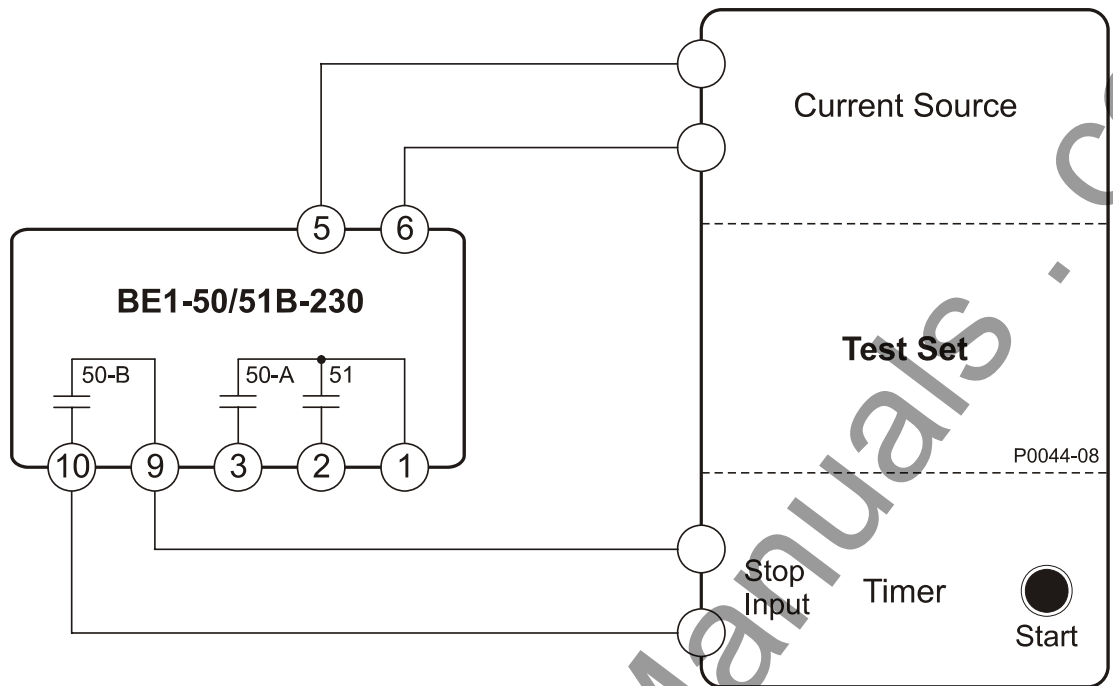 Current Source
5 6
BE1-50/51B-230
Test Set
50-B 50-A 51
10 9 3 2 1
P0044-08
Stop
Input
Timer
Start
Manuals . c